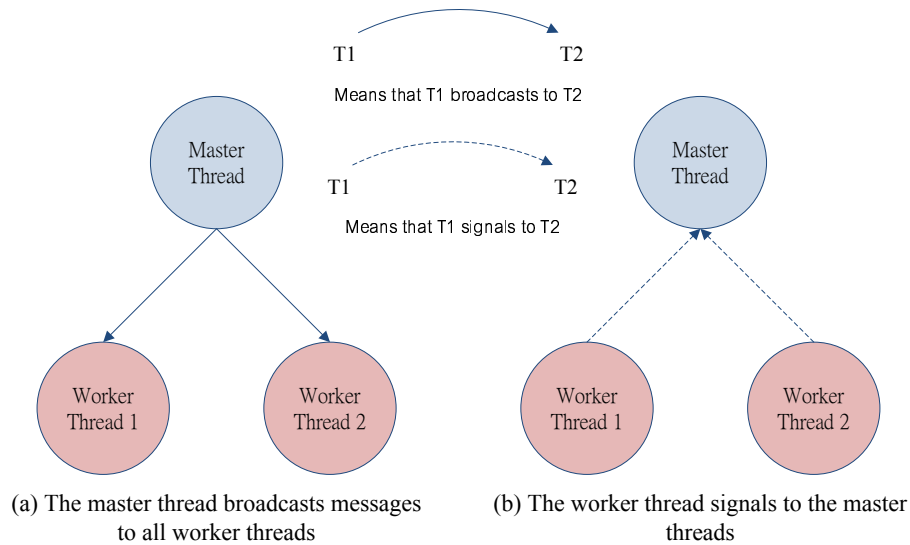 T1
T2
Means that T1 broadcasts to T2
Master
Thread
T1
T2
Means that T1 signals to T2
Master
Thread
Worker
Thread 1
Worker
Thread 2
Worker
Thread 1
Worker
Thread 2
(a) The master thread broadcasts messages
to all worker threads
(b) The worker thread signals to the master
threads